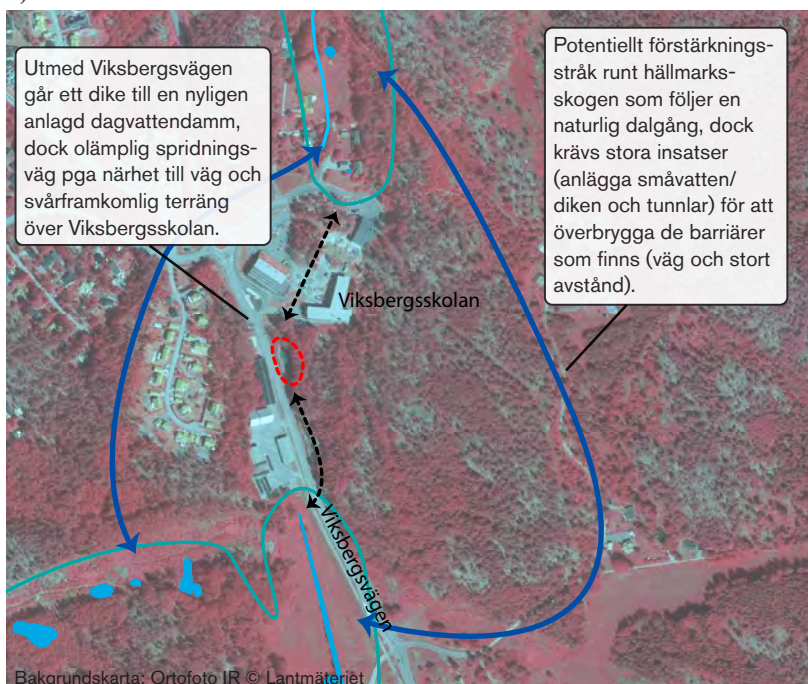 Utmed Viksbergsvägen
går ett dike till en nyligen
anlagd dagvattendamm,
dock olämplig spridnings-
väg pga närhet till väg och
svårframkomlig terräng
över Viksbergsskolan.
Potentiellt förstärknings-
stråk runt hällmarks-
skogen som följer en
naturlig dalgång, dock
krävs stora insatser
(anlägga småvatten/
diken och tunnlar) för att
överbrygga de barriärer
som finns (väg och stort
avstånd).
Viksbergsskolan
Viksbergsvägen
Bakgrundskarta: Ortofoto IR © Lantmäteriet